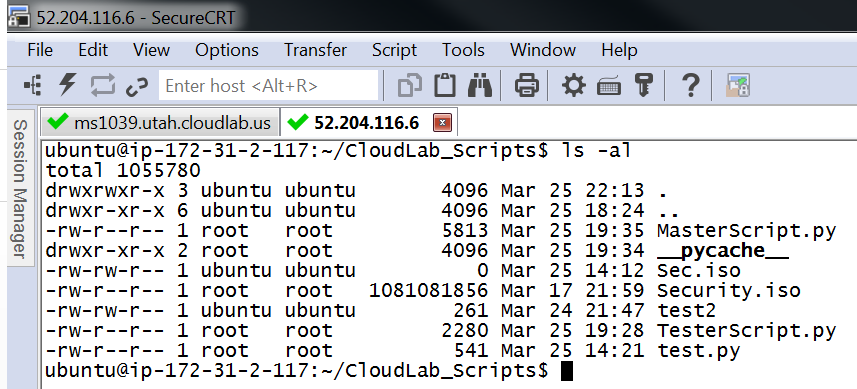 52.204.116.6 - SecureCRT
File Edit View Options Transfer Script Tools Window Help
Enter host <Alt+R>
ms1039.utah.cloudlab.us 52.204.116.6
Session Manager
ubuntu@ip-172-31-2-117:~/CloudLab_Scripts$ ls -al
total 1055780
drwxrwxr-x 3 ubuntu ubuntu 4096 Mar 25 22:13 .
drwxr-xr-x 6 ubuntu ubuntu 4096 Mar 25 18:24 ..
-rw-r--r-- 1 root root 5813 Mar 25 19:35 MasterScript.py
drwxr-xr-x 2 root root 4096 Mar 25 19:34 __pycache__
-rw-rw-r-- 1 ubuntu ubuntu 0 Mar 25 14:12 Sec.iso
-rw-r--r-- 1 root root 1081081856 Mar 17 21:59 Security.iso
-rw-rw-r-- 1 ubuntu ubuntu 261 Mar 24 21:47 test2
-rw-r--r-- 1 root root 2280 Mar 25 19:28 TesterScript.py
-rw-r--r-- 1 root root 541 Mar 25 14:21 test.py
ubuntu@ip-172-31-2-117:~/CloudLab_Scripts$